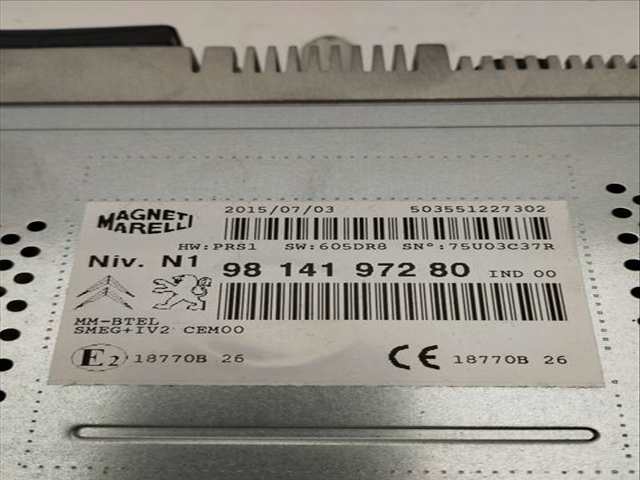 MAGNETI
MARELLI
2015/07/03 503551227302
HW:PRS1 SW:605DR8 SN°:75U03C37R
Niv. N1 98 141 972 80 IND 00
MM-BTEL
SMEG+IV2 CEM00
E2 18770B 26 CE 18770B 26